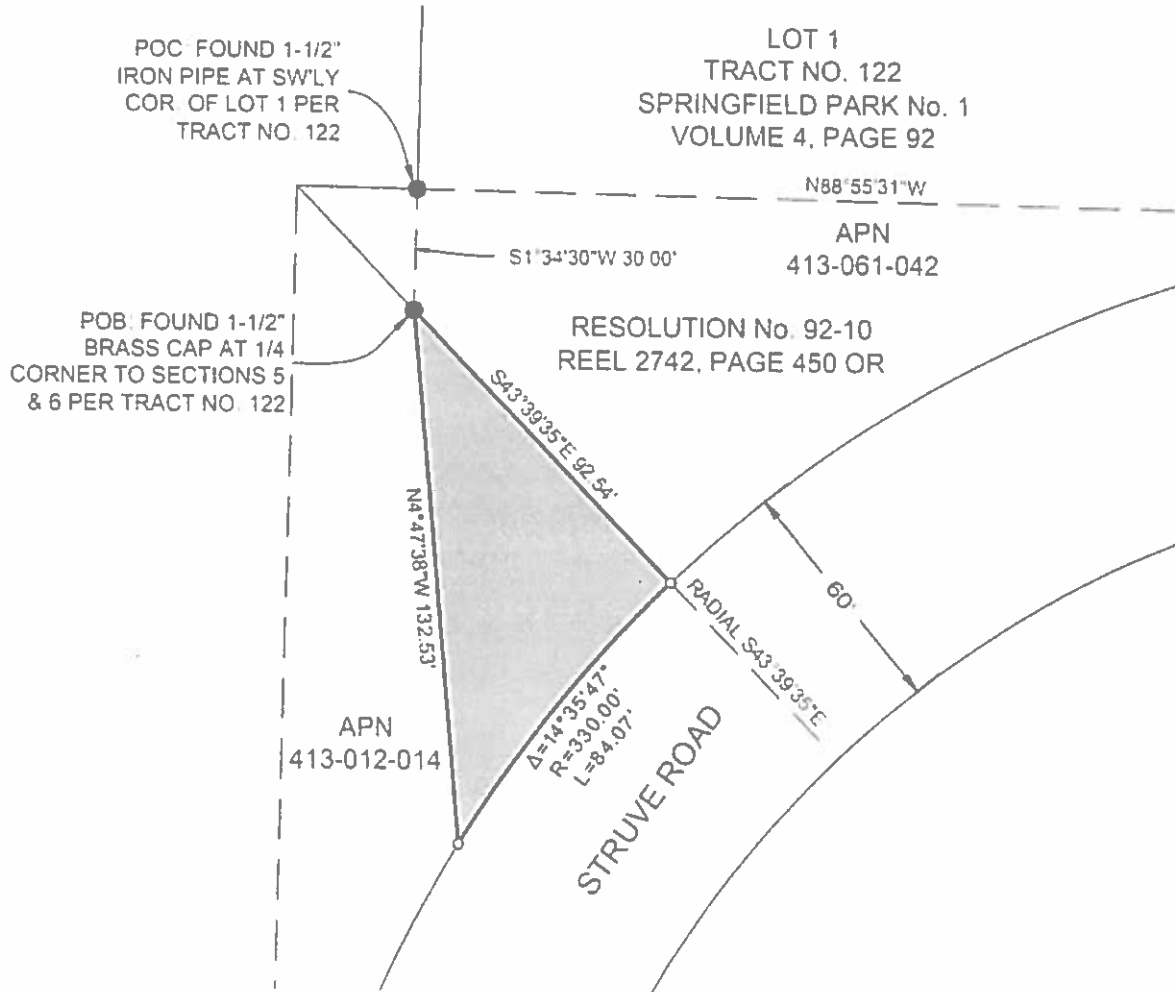 POC: FOUND 1-1/2"
IRON PIPE AT SW'LY
COR. OF LOT 1 PER
TRACT NO. 122
LOT 1
TRACT NO. 122
SPRINGFIELD PARK No. 1
VOLUME 4, PAGE 92
N88°55'31"W
APN
413-061-042
S1°34'30"W 30.00'
POB: FOUND 1-1/2"
BRASS CAP AT 1/4
CORNER TO SECTIONS 5
& 6 PER TRACT NO. 122
RESOLUTION No. 92-10
REEL 2742, PAGE 450 OR
S43°39'35"E 92.54'
N4°47'38"W 132.53'
RADIAL S43°39'35"E
60'
APN
413-012-014
Δ=14°35'47"
R=330.00'
L=84.07'
STRUVE ROAD